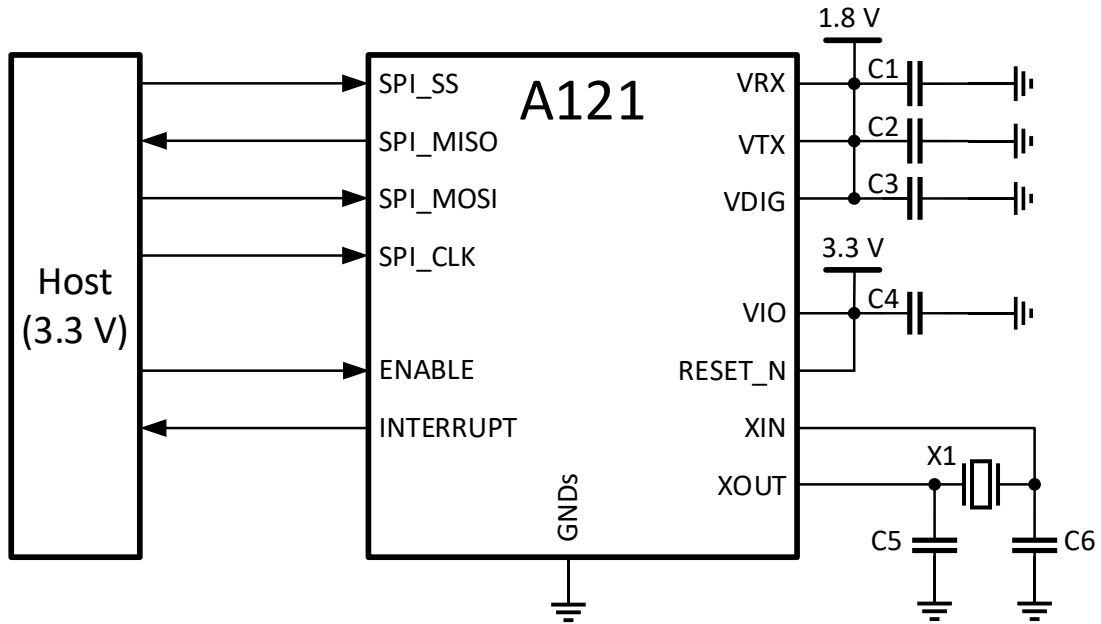 1.8 V
SPI_SS
A121
VRX
C1
SPI_MISO
VTX
C2
SPI_MOSI
VDIG
C3
SPI_CLK
3.3 V
Host
(3.3 V)
VIO
C4
ENABLE
RESET_N
INTERRUPT
XIN
X1
XOUT
GNDs
C5
C6